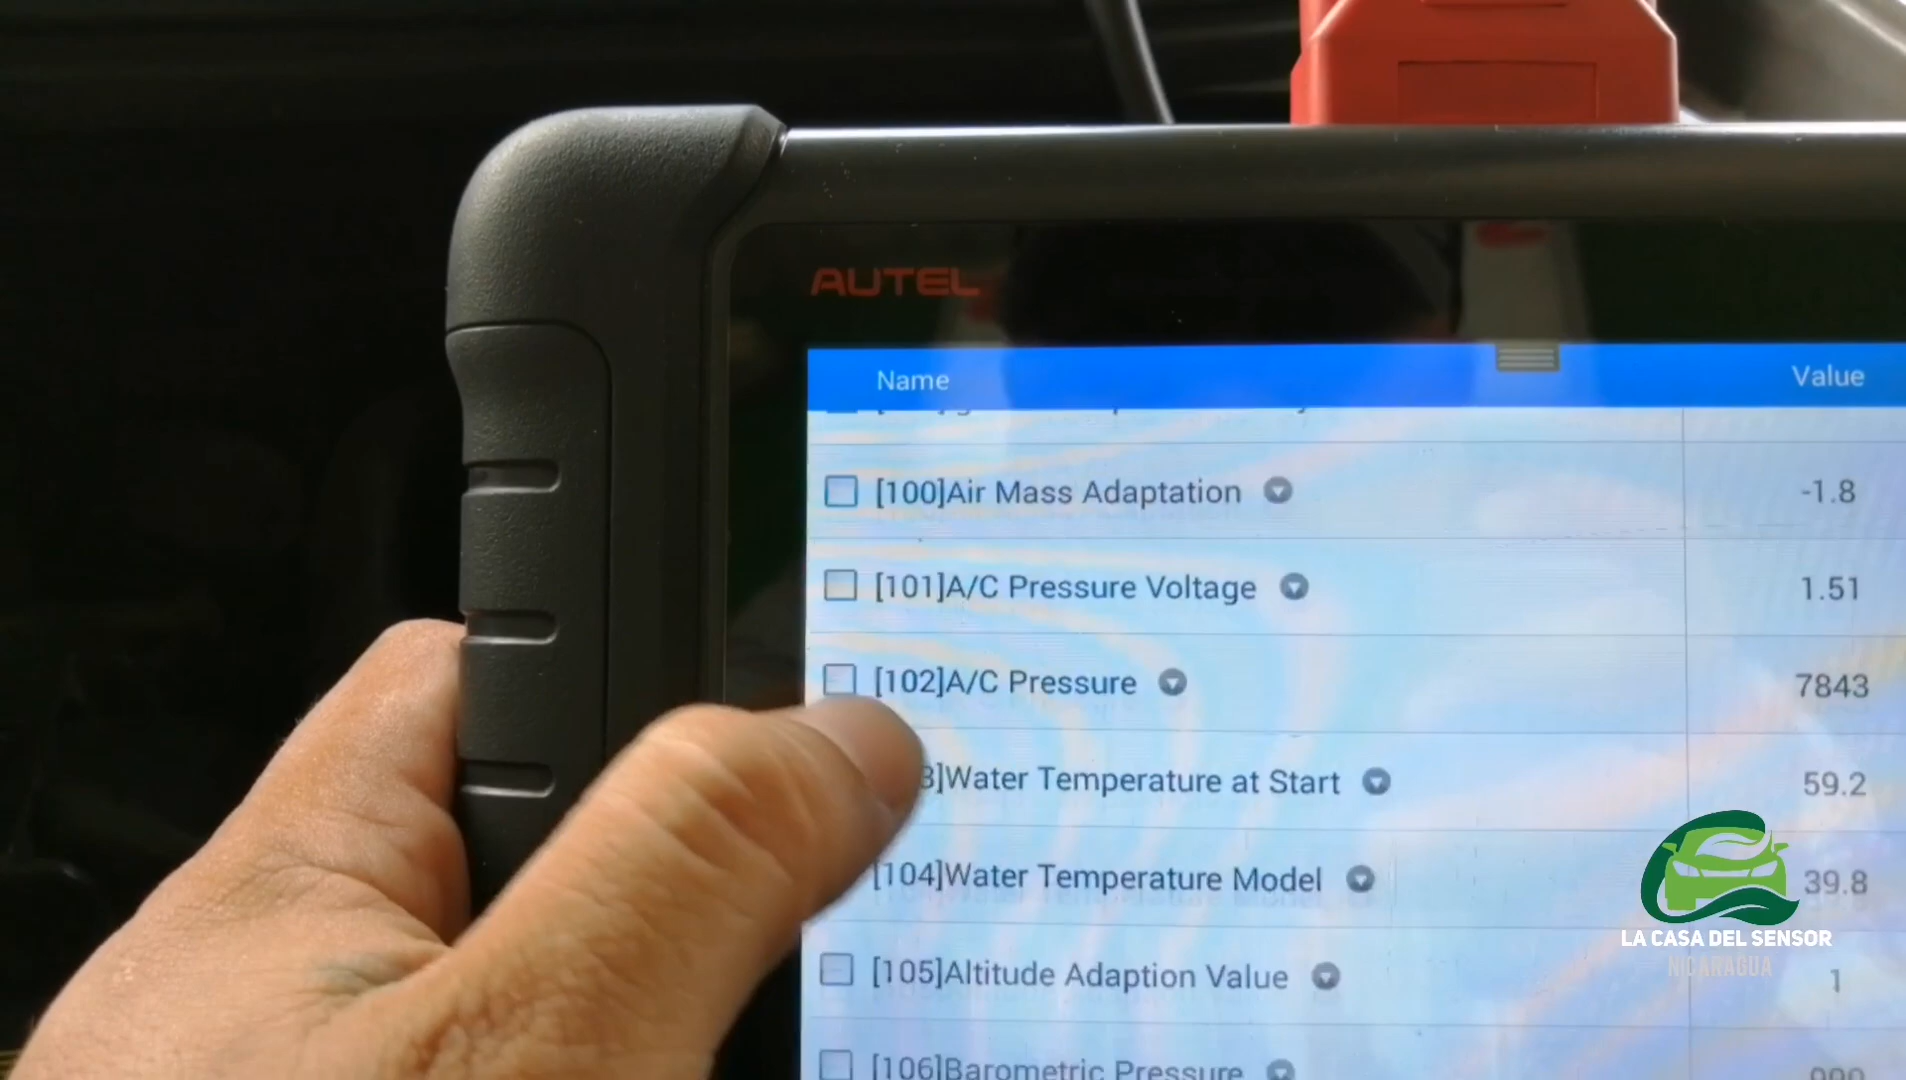 AUTEL
Name Value
[100]Air Mass Adaptation -1.8
[101]A/C Pressure Voltage 1.51
[102]A/C Pressure 7843
3]Water Temperature at Start 59.2
[104]Water Temperature Model 39.8
[105]Altitude Adaption Value 1
[106]Barometric Pressure
LA CASA DEL SENSOR
NICARAGUA